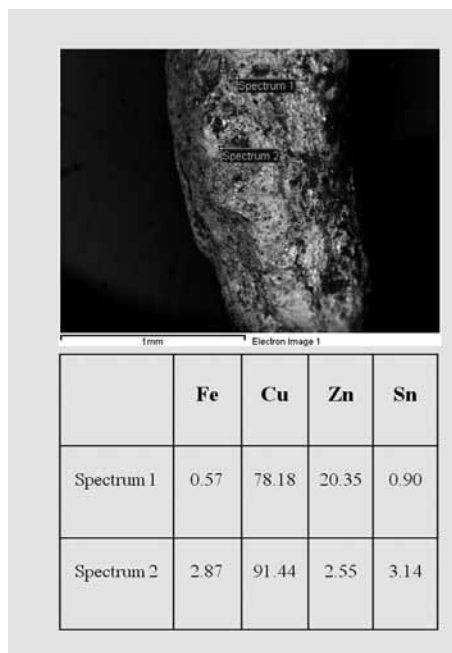 Spectrum 1
Spectrum 2
1mm Electron Image 1
Fe Cu Zn Sn
Spectrum 1 0.57 78.18 20.35 0.90
Spectrum 2 2.87 91.44 2.55 3.14